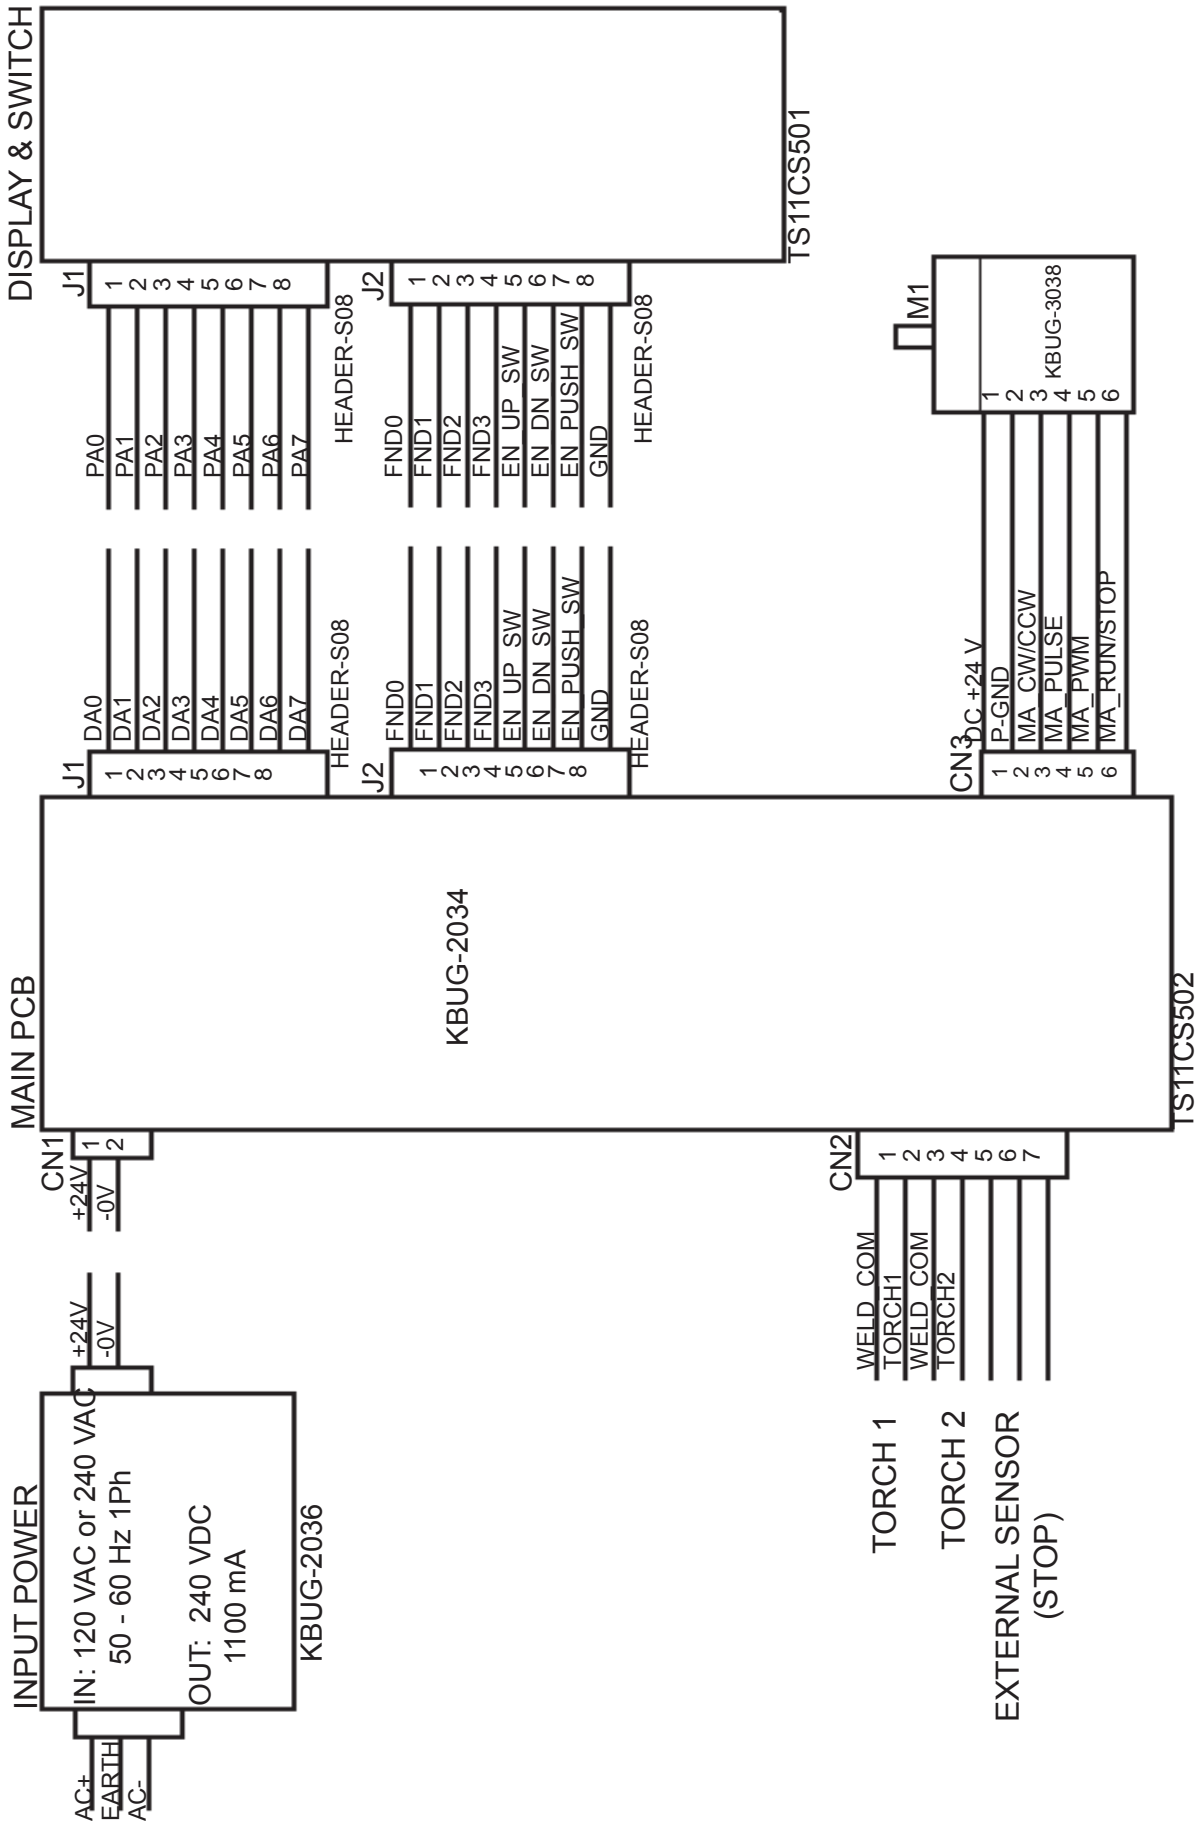 INPUT POWER
AC+
EARTH
AC-
IN: 120 VAC or 240 VAC
50 - 60 Hz 1Ph
OUT: 240 VDC
1100 mA
KBUG-2036
+24V
-0V
+24V
-0V
CN1
1
2
MAIN PCB
KBUG-2034
TS11CS502
TORCH 1
TORCH 2
EXTERNAL SENSOR
(STOP)
WELD_COM
TORCH1
WELD_COM
TORCH2
CN2
1
2
3
4
5
6
7
J1
1
2
3
4
5
6
7
8
DA0
DA1
DA2
DA3
DA4
DA5
DA6
DA7
HEADER-S08
J2
1
2
3
4
5
6
7
8
FND0
FND1
FND2
FND3
EN_UP_SW
EN_DN_SW
EN_PUSH_SW
GND
HEADER-S08
CN3
1
2
3
4
5
6
DC +24 V
P-GND
MA_CW/CCW
MA_PULSE
MA_PWM
MA_RUN/STOP
PA0
PA1
PA2
PA3
PA4
PA5
PA6
PA7
J1
1
2
3
4
5
6
7
8
HEADER-S08
FND0
FND1
FND2
FND3
EN_UP_SW
EN_DN_SW
EN_PUSH_SW
GND
J2
1
2
3
4
5
6
7
8
HEADER-S08
DISPLAY & SWITCH
TS11CS501
M1
1
2
3
4
5
6
KBUG-3038